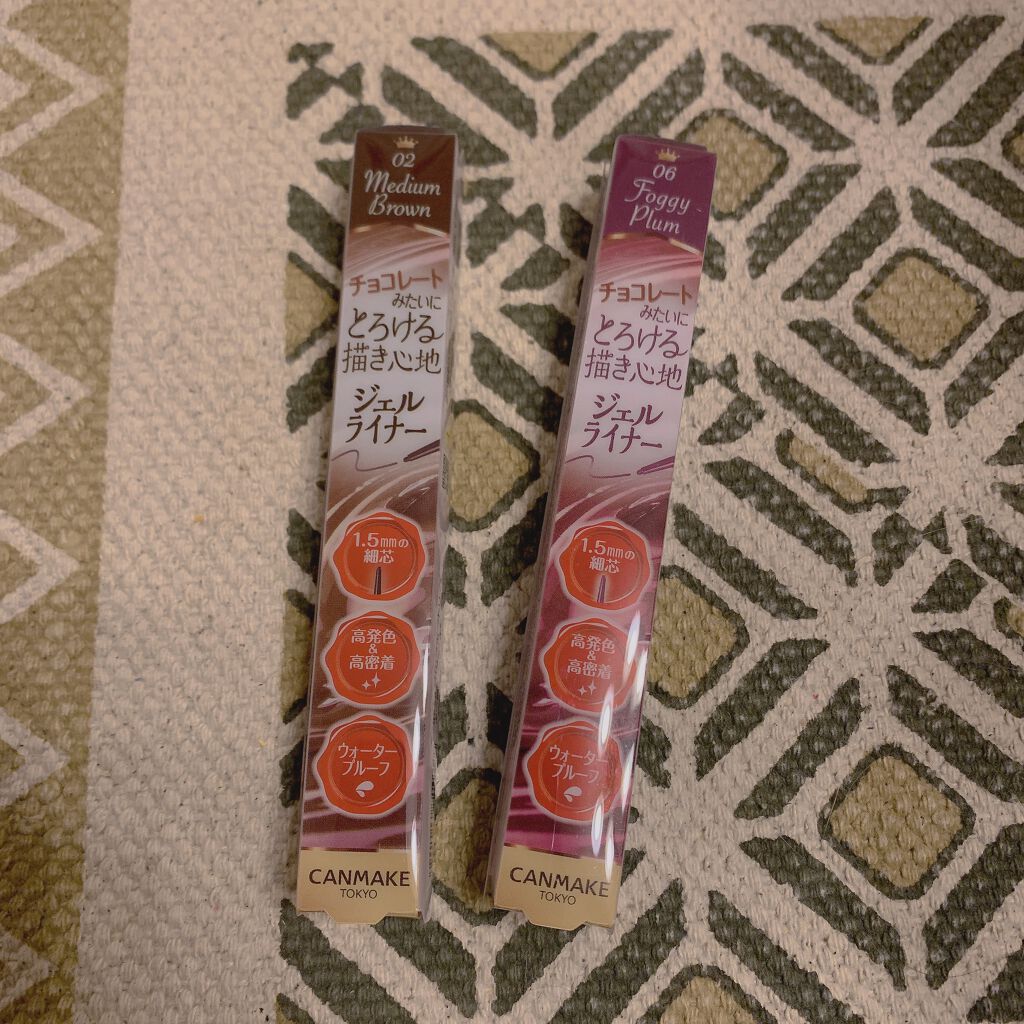 02
Medium
Brown
チョコレート
みたいに
とろける
描き心地
ジェル
ライナー
1.5mmの
細芯
高発色
&
高密着
ウォーター
プルーフ
CANMAKE
TOKYO
06
Foggy
Plum
チョコレート
みたいに
とろける
描き心地
ジェル
ライナー
1.5mmの
細芯
高発色
&
高密着
ウォーター
プルーフ
CANMAKE
TOKYO